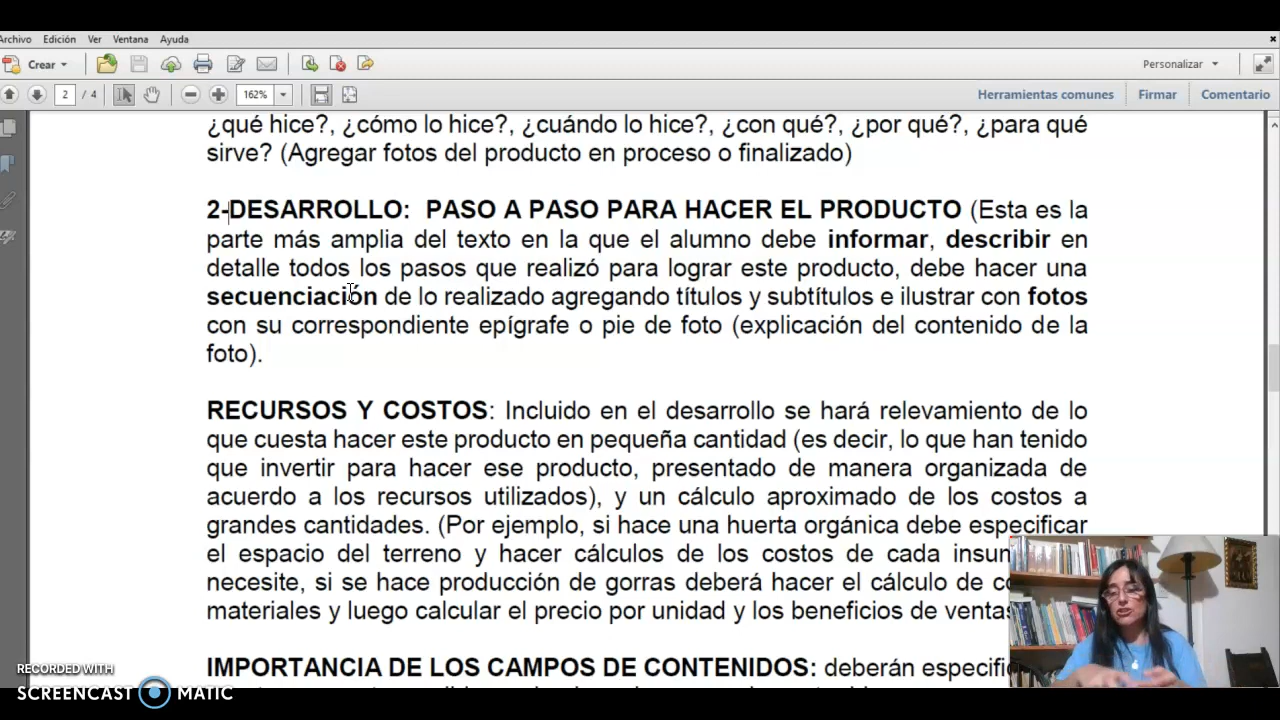 Archivo Edición Ver Ventana Ayuda
Crear
Personalizar
2 / 4
162%
Herramientas comunes
Firmar
Comentario
¿qué hice?, ¿cómo lo hice?, ¿cuándo lo hice?, ¿con qué?, ¿por qué?, ¿para qué
sirve? (Agregar fotos del producto en proceso o finalizado)
2-DESARROLLO: PASO A PASO PARA HACER EL PRODUCTO (Esta es la
parte más amplia del texto en la que el alumno debe informar, describir en
detalle todos los pasos que realizó para lograr este producto, debe hacer una
secuenciación de lo realizado agregando títulos y subtítulos e ilustrar con fotos
con su correspondiente epígrafe o pie de foto (explicación del contenido de la
foto).
RECURSOS Y COSTOS: Incluido en el desarrollo se hará relevamiento de lo
que cuesta hacer este producto en pequeña cantidad (es decir, lo que han tenido
que invertir para hacer ese producto, presentado de manera organizada de
acuerdo a los recursos utilizados), y un cálculo aproximado de los costos a
grandes cantidades. (Por ejemplo, si hace una huerta orgánica debe especificar
el espacio del terreno y hacer cálculos de los costos de cada
necesite, si se hace producción de gorras deberá hacer el cálculo de
materiales y luego calcular el precio por unidad y los beneficios de
IMPORTANCIA DE LOS CAMPOS DE CONTENIDOS: deberán
RECORDED WITH
SCREENCAST MATIC